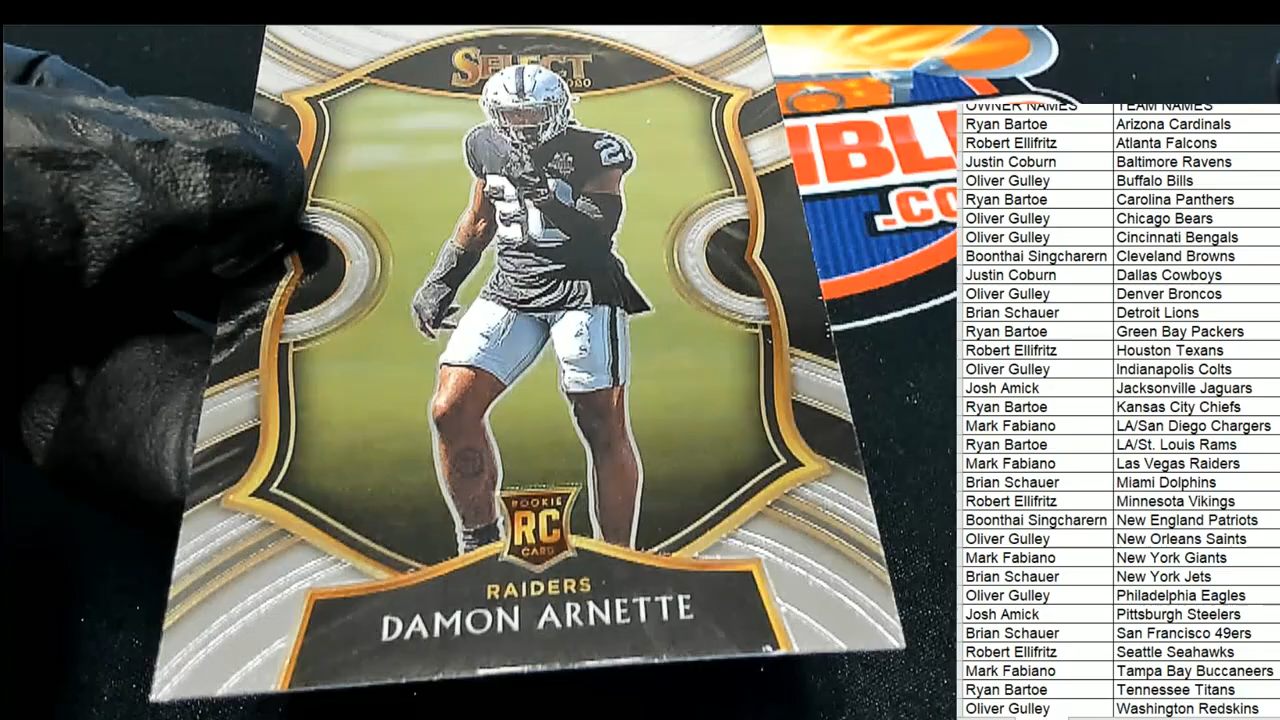 SELECT
2020
2
ROOKIE
RC
CARD
RAIDERS
DAMON ARNETTE
IBL
.CO
OWNER NAMES TEAM NAMES
Ryan Bartoe Arizona Cardinals
Robert Ellifritz Atlanta Falcons
Justin Coburn Baltimore Ravens
Oliver Gulley Buffalo Bills
Ryan Bartoe Carolina Panthers
Oliver Gulley Chicago Bears
Oliver Gulley Cincinnati Bengals
Boonthai Singcharern Cleveland Browns
Justin Coburn Dallas Cowboys
Oliver Gulley Denver Broncos
Brian Schauer Detroit Lions
Ryan Bartoe Green Bay Packers
Robert Ellifritz Houston Texans
Oliver Gulley Indianapolis Colts
Josh Amick Jacksonville Jaguars
Ryan Bartoe Kansas City Chiefs
Mark Fabiano LA/San Diego Chargers
Ryan Bartoe LA/St. Louis Rams
Mark Fabiano Las Vegas Raiders
Brian Schauer Miami Dolphins
Robert Ellifritz Minnesota Vikings
Boonthai Singcharern New England Patriots
Oliver Gulley New Orleans Saints
Mark Fabiano New York Giants
Brian Schauer New York Jets
Oliver Gulley Philadelphia Eagles
Josh Amick Pittsburgh Steelers
Brian Schauer San Francisco 49ers
Robert Ellifritz Seattle Seahawks
Mark Fabiano Tampa Bay Buccaneers
Ryan Bartoe Tennessee Titans
Oliver Gulley Washington Redskins